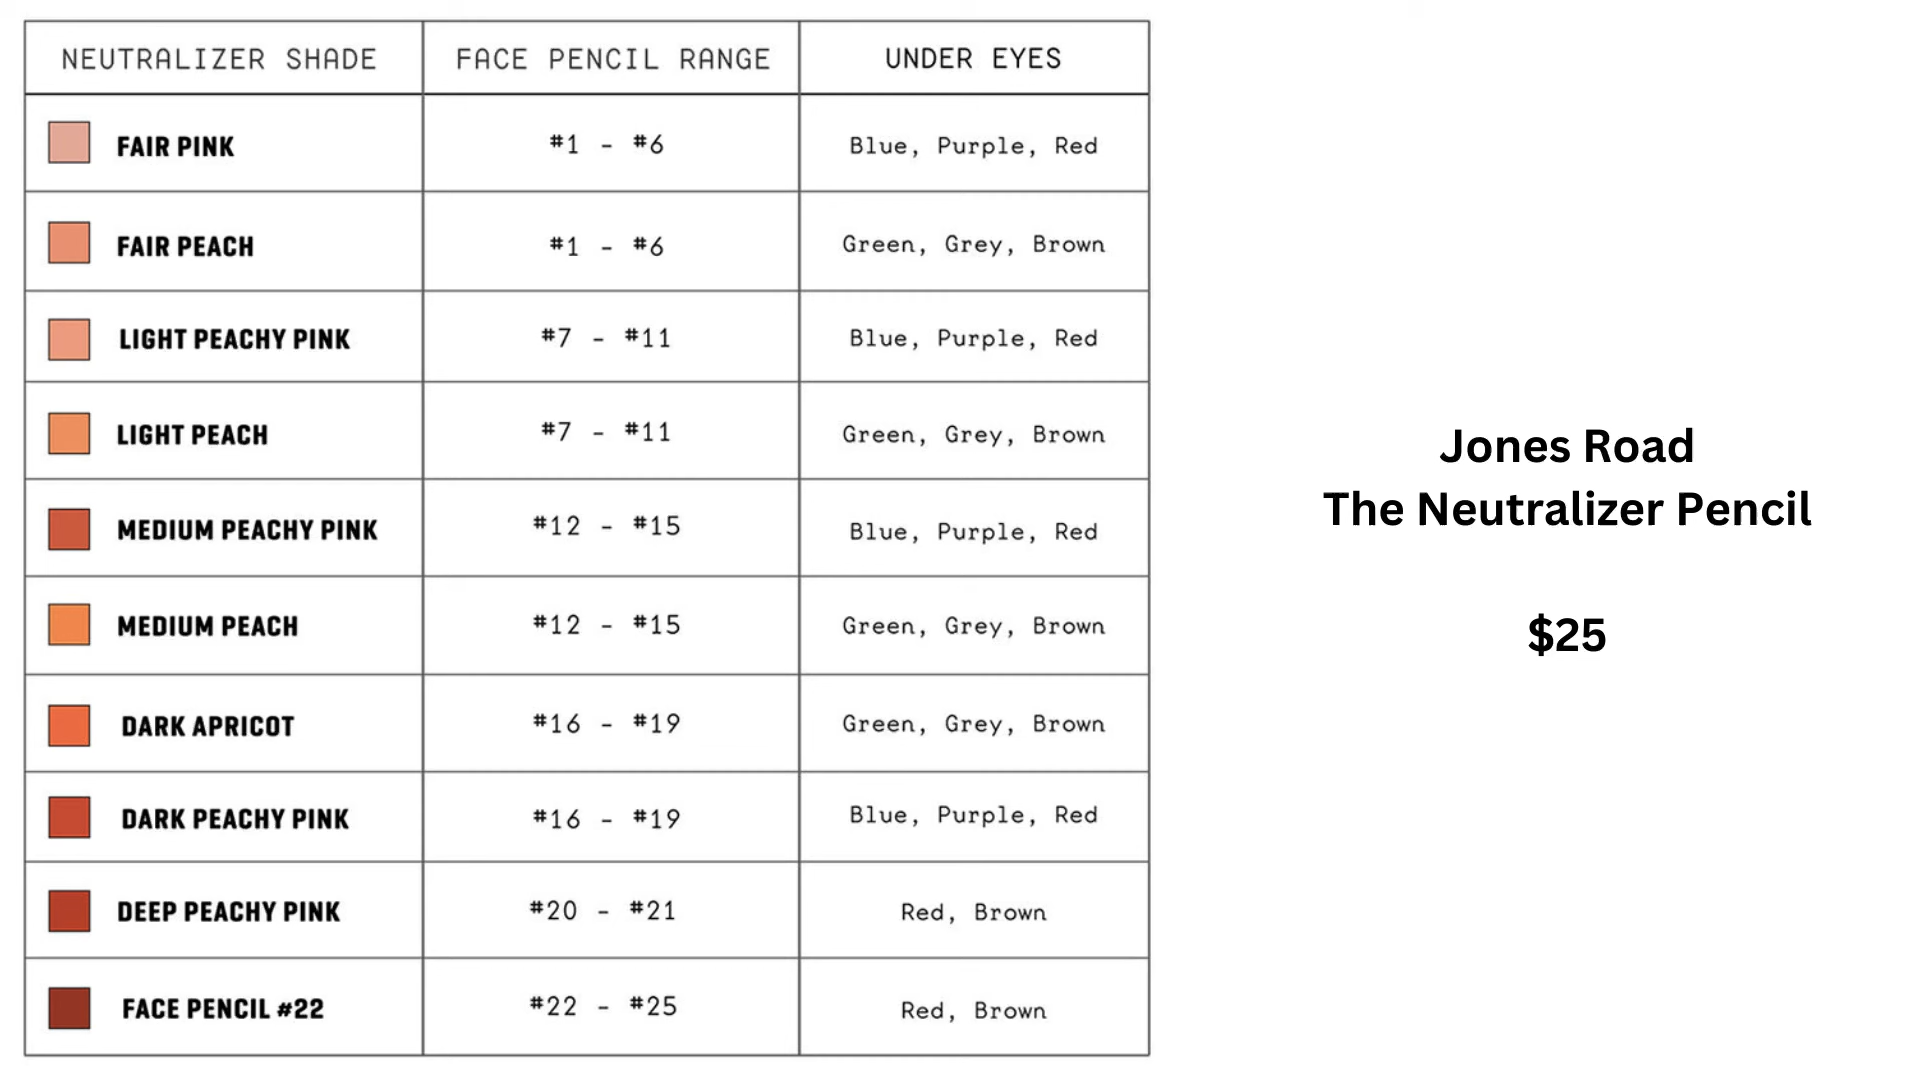 NEUTRALIZER SHADE FACE PENCIL RANGE UNDER EYES
FAIR PINK #1 - #6 Blue, Purple, Red
FAIR PEACH #1 - #6 Green, Grey, Brown
LIGHT PEACHY PINK #7 - #11 Blue, Purple, Red
LIGHT PEACH #7 - #11 Green, Grey, Brown
MEDIUM PEACHY PINK #12 - #15 Blue, Purple, Red
MEDIUM PEACH #12 - #15 Green, Grey, Brown
DARK APRICOT #16 - #19 Green, Grey, Brown
DARK PEACHY PINK #16 - #19 Blue, Purple, Red
DEEP PEACHY PINK #20 - #21 Red, Brown
FACE PENCIL #22 #22 - #25 Red, Brown
Jones Road
The Neutralizer Pencil
$25